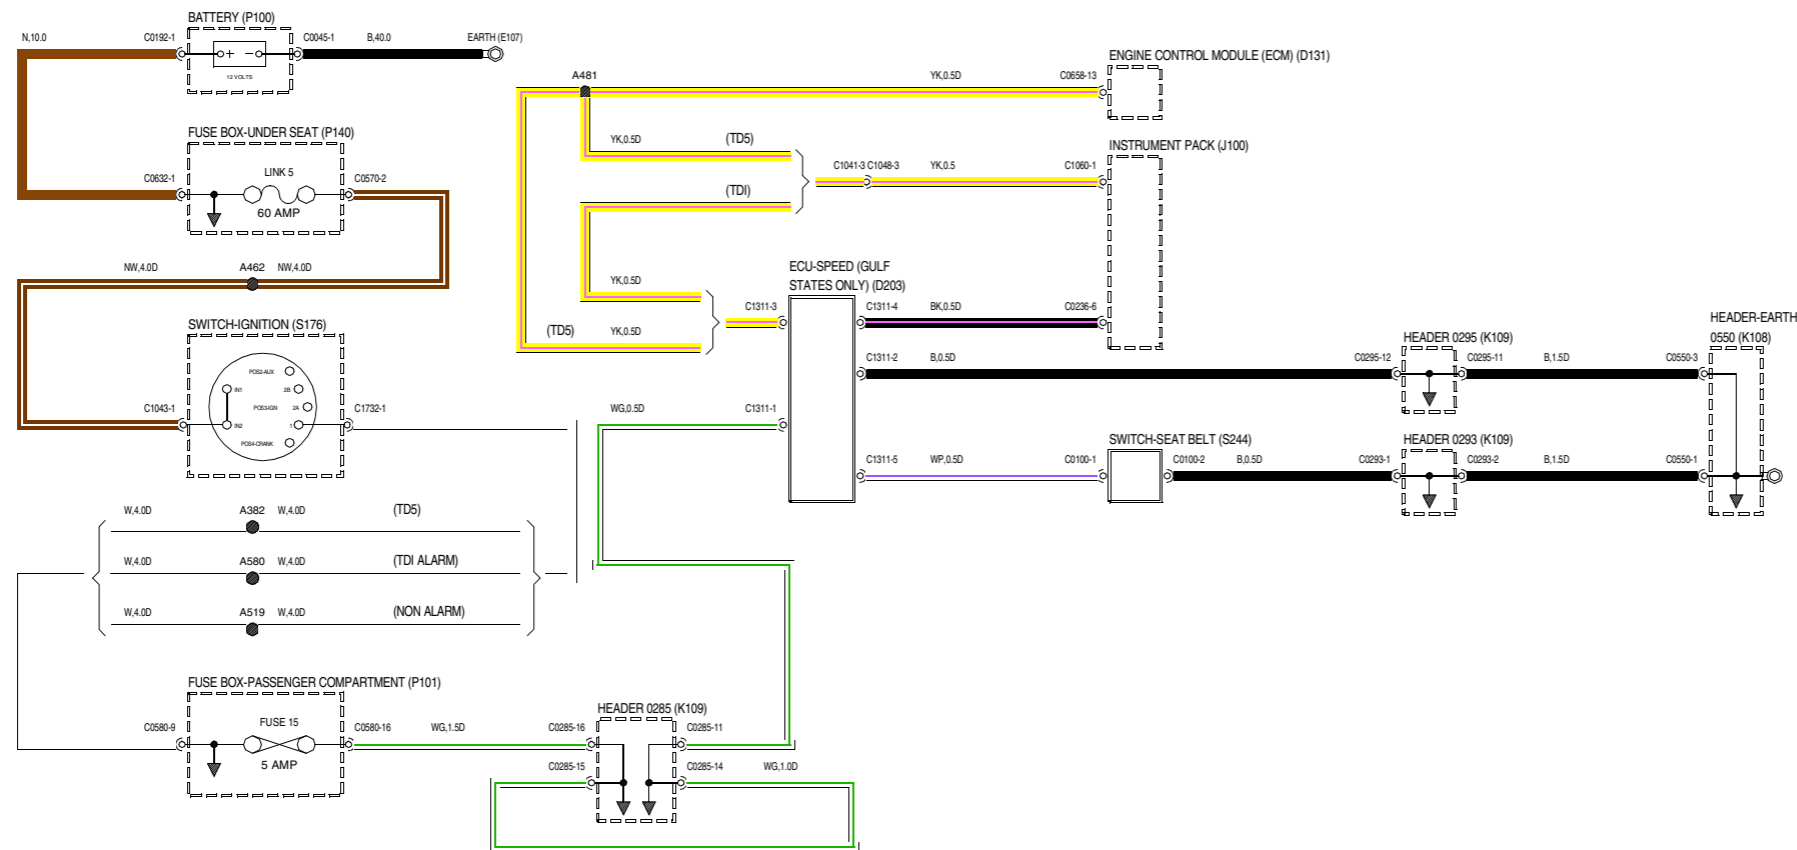 BATTERY (P100)
N,10.0
C0192-1
C0045-1
B,40.0
EARTH (E107)
12 VOLTS
FUSE BOX-UNDER SEAT (P140)
LINK 5
C0632-1
C0570-2
60 AMP
NW,4.0D
A462
NW,4.0D
SWITCH-IGNITION (S176)
POS2-AUX
IN1
2B
POS3-IGN
2A
C1043-1
IN2
1
C1732-1
POS4-CRANK
W,4.0D
A382
W,4.0D
(TD5)
W,4.0D
A580
W,4.0D
(TDI ALARM)
W,4.0D
A519
W,4.0D
(NON ALARM)
FUSE BOX-PASSENGER COMPARTMENT (P101)
FUSE 15
C0580-9
C0580-16
WG,1.5D
5 AMP
HEADER 0285 (K109)
C0285-16
C0285-11
C0285-15
C0285-14
WG,1.0D
A481
YK,0.5D
C0658-13
ENGINE CONTROL MODULE (ECM) (D131)
YK,0.5D
(TD5)
C1041-3 C1048-3
YK,0.5
C1060-1
INSTRUMENT PACK (J100)
(TDI)
YK,0.5D
(TD5)
YK,0.5D
C1311-3
ECU-SPEED (GULF
STATES ONLY) (D203)
C1311-4
BK,0.5D
C0236-6
C1311-2
B,0.5D
C0295-12
HEADER 0295 (K109)
C0295-11
B,1.5D
C0550-3
HEADER-EARTH
0550 (K108)
WG,0.5D
C1311-1
C1311-5
WP,0.5D
C0100-1
SWITCH-SEAT BELT (S244)
C0100-2
B,0.5D
C0293-1
HEADER 0293 (K109)
C0293-2
B,1.5D
C0550-1